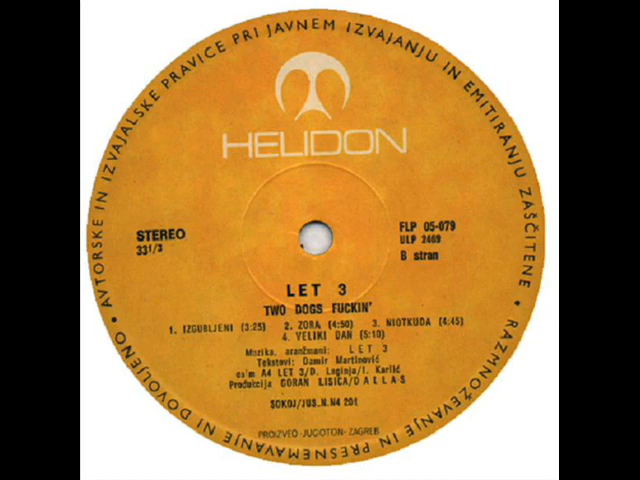 AVTORSKE IN IZVAJALSKE PRAVICE PRI JAVNEM IZVAJANJU IN EMITIRANJU ZAŠČITENE • RAZMNOŽEVANJE IN PRESNEMAVANJE NI DOVOLJENO •
HELIDON
STEREO
33 1/3
FLP 05-079
ULP 2469
B stran
LET 3
TWO DOGS FUCKIN'
1. IZGUBLJENI (3:25) 2. ZORA (4:50) 3. NIOTKUDA (4:45)
4. VELIKI DAN (5:10)
Muzika, aranžmani: LET 3
Tekstovi: Damir Martinović
osim A4 LET 3/D. Laginja/I. Karlić
Produkcija GORAN LISICA/DALLAS
SOKOJ/JUS.N.N4 201
PROIZVEO-JUGOTON-ZAGREB